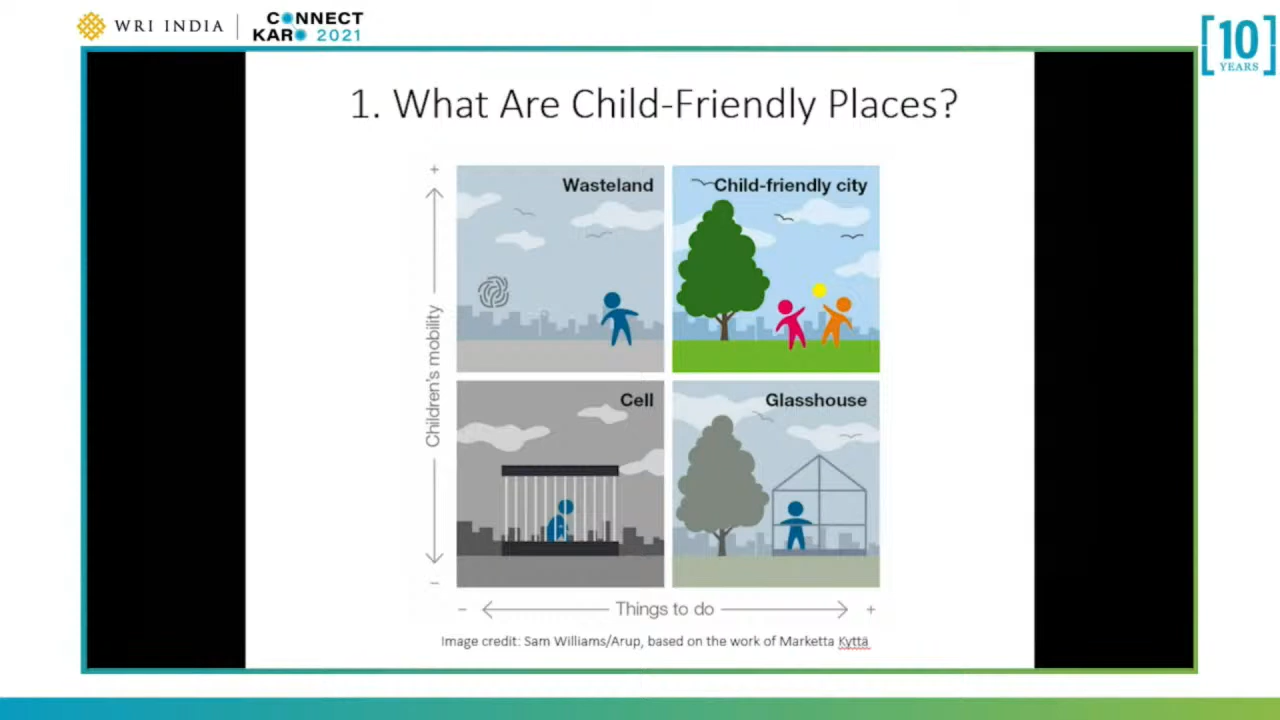 WRI INDIA
CONNECT
KARO 2021
[10]
YEARS
1. What Are Child-Friendly Places?
+
Wasteland
Child-friendly city
Children's mobility
Cell
Glasshouse
−
− Things to do +
Image credit: Sam Williams/Arup, based on the work of Marketta Kyttä